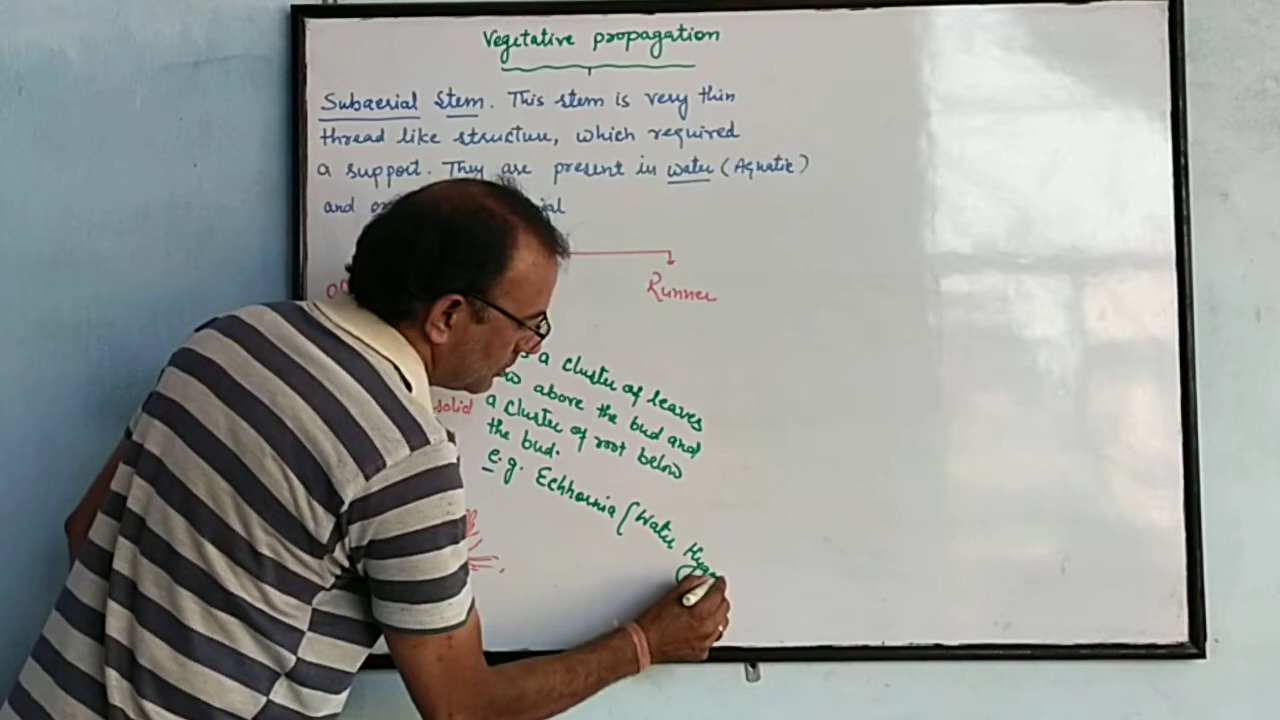 Vegetative propagation
Subaerial Stem. This stem is very thin
thread like structure, which required
a support. They are present in water (Aquatic)
and
Runner
a cluster of leaves
above the bud and
solid
a cluster of root below
the bud.
e.g. Echhornia (Water